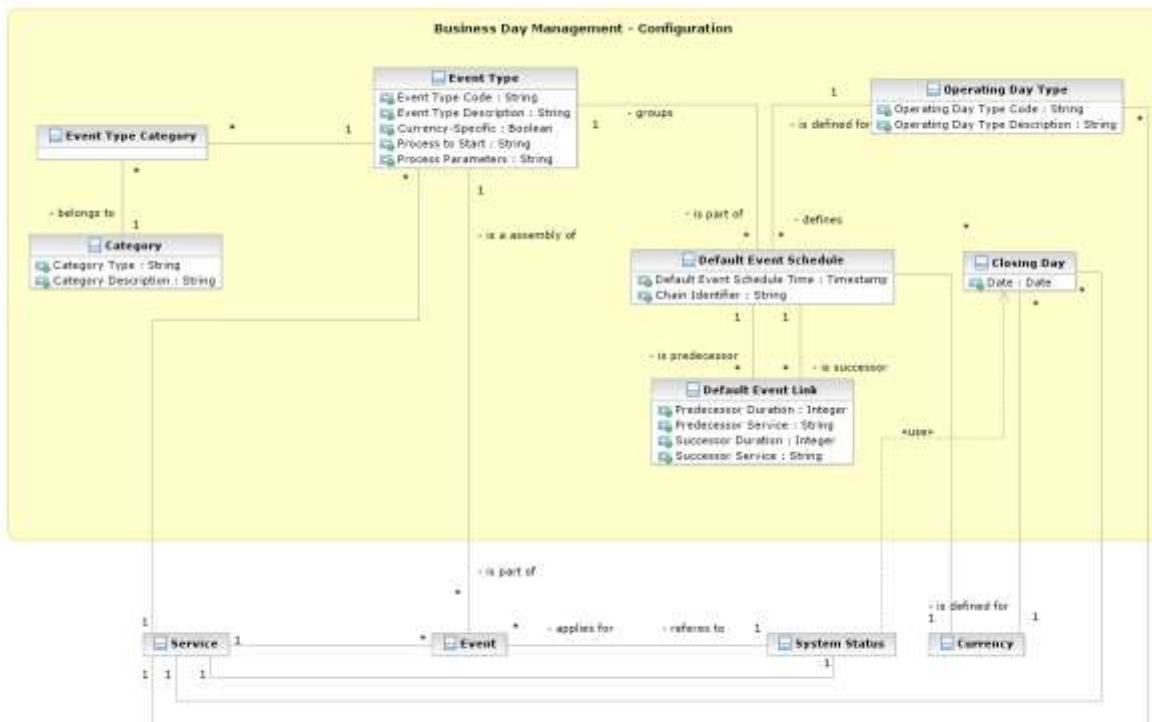 Business Day Management - Configuration
Event Type
Event Type Code : String
Event Type Description : String
Currency-Specific : Boolean
Process to Start : String
Process Parameters : String
Operating Day Type
Operating Day Type Code : String
Operating Day Type Description : String
Event Type Category
*
1
1
- groups
1
- is defined for
*
*
- belongs to
1
Category
Category Type : String
Category Description : String
*
1
- is a assembly of
- is part of
*
- defines
*
*
Default Event Schedule
Default Event Schedule Time : Timestamp
Chain Identifier : String
Closing Day
Date : Date
*
*
1
1
- is predecessor
*
*
- is successor
Default Event Link
Predecessor Duration : Integer
Predecessor Service : String
Successor Duration : Integer
Successor Service : String
«use»
- is part of
*
- is defined for
1
1
1
Service
1
*
Event
*
- applies for
- referes to
1
System Status
Currency
1
1
1
1